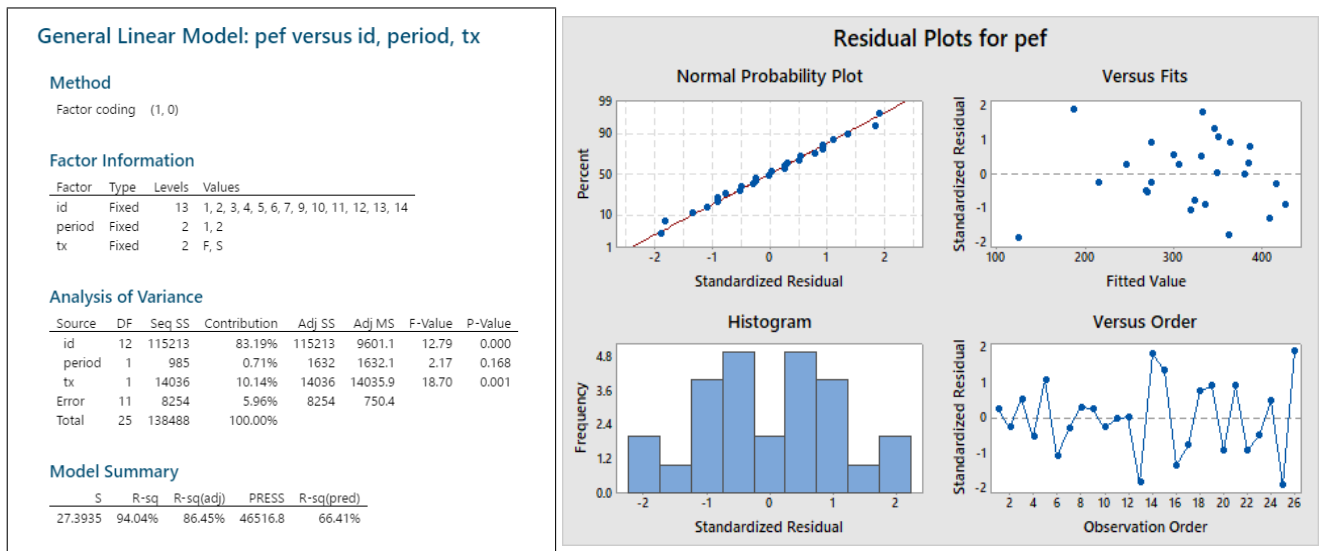 General Linear Model: pef versus id, period, tx
Method
Factor coding (1, 0)
Factor Information
Factor Type Levels Values
id Fixed 13 1, 2, 3, 4, 5, 6, 7, 9, 10, 11, 12, 13, 14
period Fixed 2 1, 2
tx Fixed 2 F, S
Analysis of Variance
Source DF Seq SS Contribution Adj SS Adj MS F-Value P-Value
id 12 115213 83.19% 115213 9601.1 12.79 0.000
period 1 985 0.71% 1632 1632.1 2.17 0.168
tx 1 14036 10.14% 14036 14035.9 18.70 0.001
Error 11 8254 5.96% 8254 750.4
Total 25 138488 100.00%
Model Summary
S R-sq R-sq(adj) PRESS R-sq(pred)
27.3935 94.04% 86.45% 46516.8 66.41%
Residual Plots for pef
Normal Probability Plot
99
90
50
10
1
Percent
-2 -1 0 1 2
Standardized Residual
Versus Fits
2
1
0
-1
-2
Standardized Residual
100 200 300 400
Fitted Value
Histogram
4.8
3.6
2.4
1.2
0.0
Frequency
-2 -1 0 1 2
Standardized Residual
Versus Order
2
1
0
-1
-2
Standardized Residual
2 4 6 8 10 12 14 16 18 20 22 24 26
Observation Order